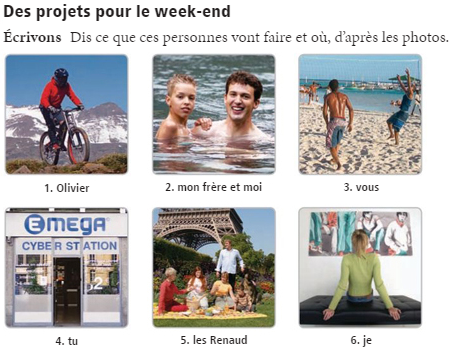 Des projets pour le week-end
Écrivons Dis ce que ces personnes vont faire et où, d'après les photos.
1. Olivier
2. mon frère et moi
3. vous
EMEGA
CYBER STATION
4. tu
5. les Renaud
6. je